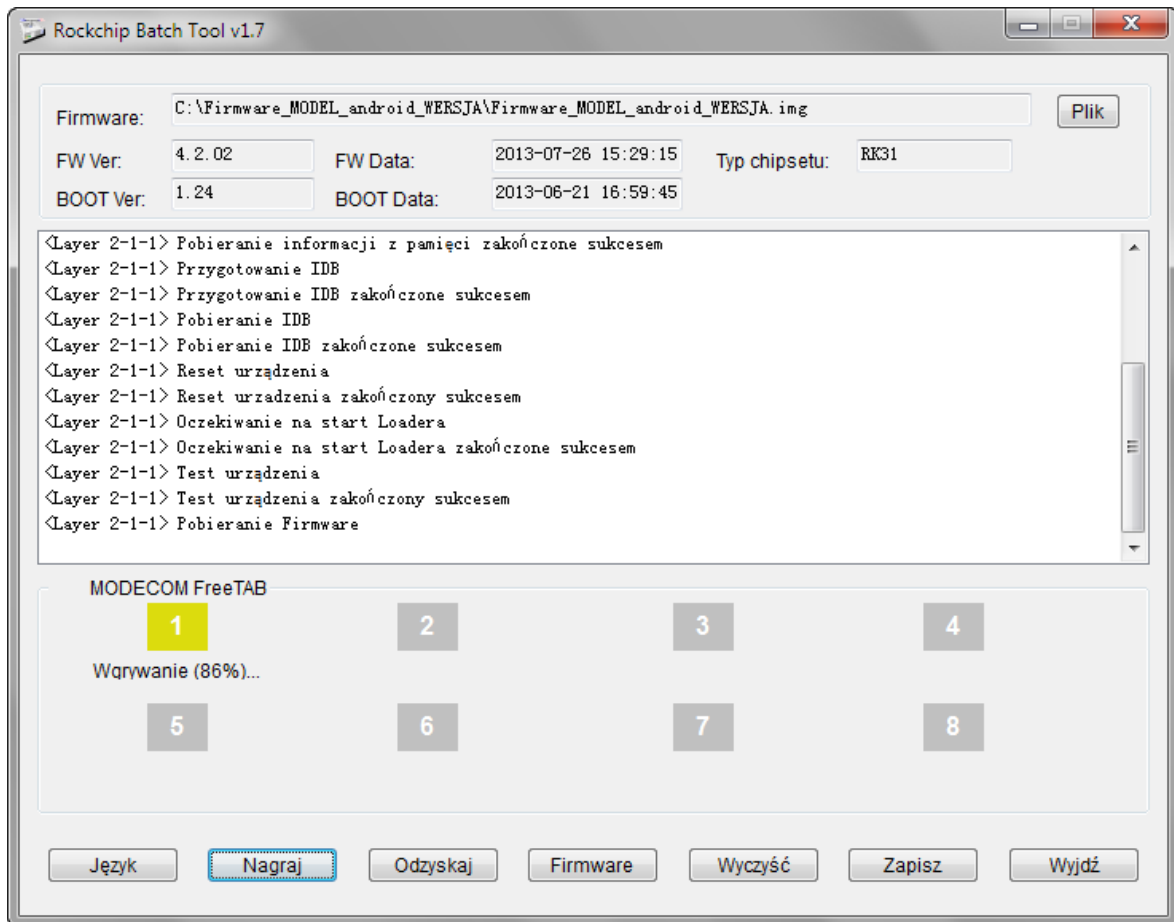 Rockchip Batch Tool v1.7
Firmware: C:\Firmware_MODEL_android_WERSJA\Firmware_MODEL_android_WERSJA.img Plik
FW Ver: 4.2.02 FW Data: 2013-07-26 15:29:15 Typ chipsetu: RK31
BOOT Ver: 1.24 BOOT Data: 2013-06-21 16:59:45
<Layer 2-1-1> Pobieranie informacji z pamięci zakończone sukcesem
<Layer 2-1-1> Przygotowanie IDB
<Layer 2-1-1> Przygotowanie IDB zakończone sukcesem
<Layer 2-1-1> Pobieranie IDB
<Layer 2-1-1> Pobieranie IDB zakończone sukcesem
<Layer 2-1-1> Reset urządzenia
<Layer 2-1-1> Reset urzadzenia zakończony sukcesem
<Layer 2-1-1> Oczekiwanie na start Loadera
<Layer 2-1-1> Oczekiwanie na start Loadera zakończone sukcesem
<Layer 2-1-1> Test urządzenia
<Layer 2-1-1> Test urządzenia zakończony sukcesem
<Layer 2-1-1> Pobieranie Firmware
MODECOM FreeTAB
1 2 3 4
Wgrywanie (86%)...
5 6 7 8
Język Nagraj Odzyskaj Firmware Wyczyść Zapisz Wyjdź